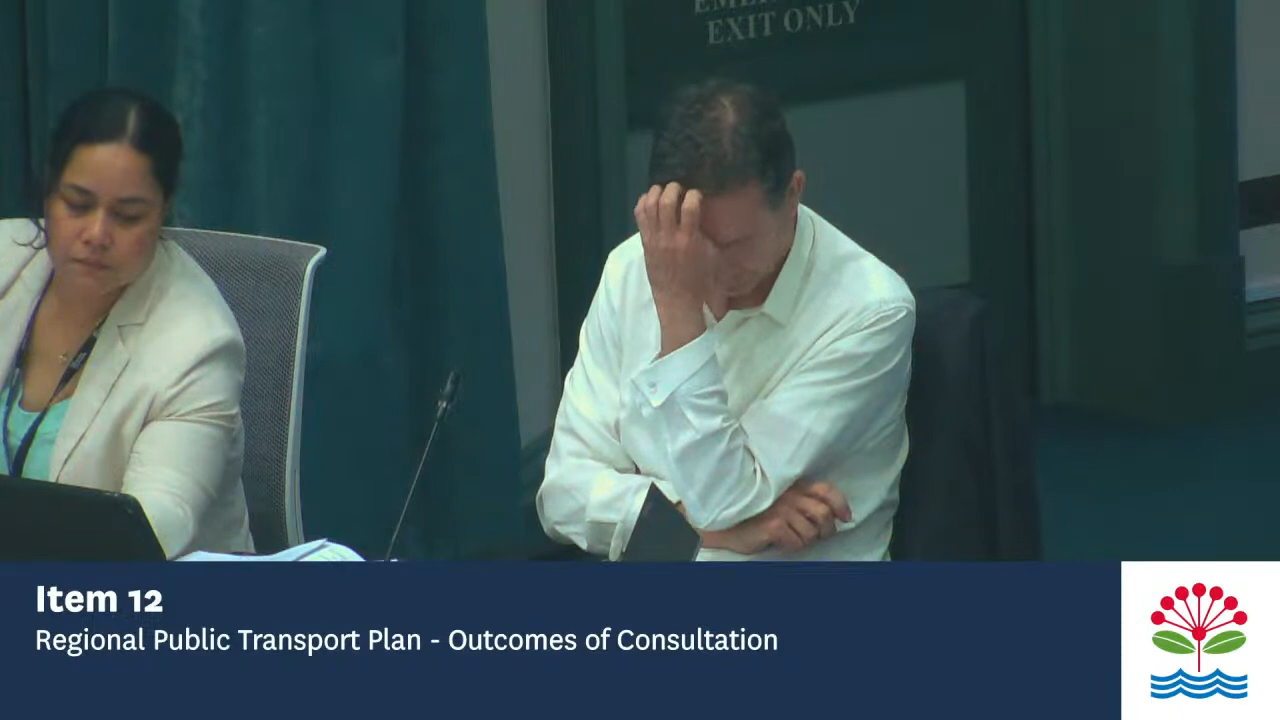 EXIT ONLY
Item 12
Regional Public Transport Plan - Outcomes of Consultation